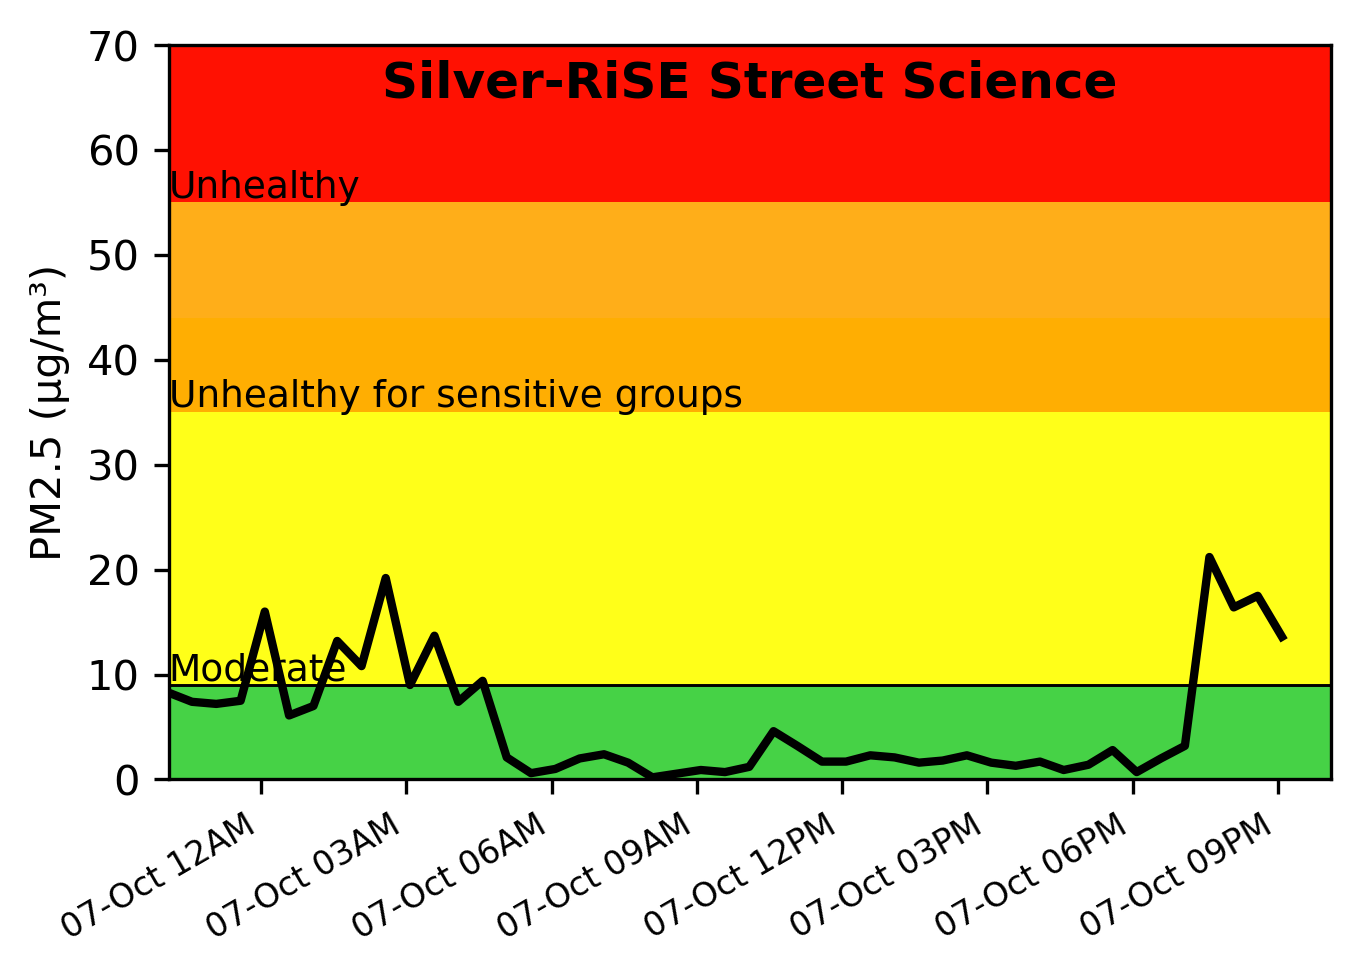 Silver-RiSE Street Science
70
60
Unhealthy
50
40
Unhealthy for sensitive groups
30
20
10
Moderate
0
PM2.5 (µg/m³)
07-Oct 12AM
07-Oct 03AM
07-Oct 06AM
07-Oct 09AM
07-Oct 12PM
07-Oct 03PM
07-Oct 06PM
07-Oct 09PM